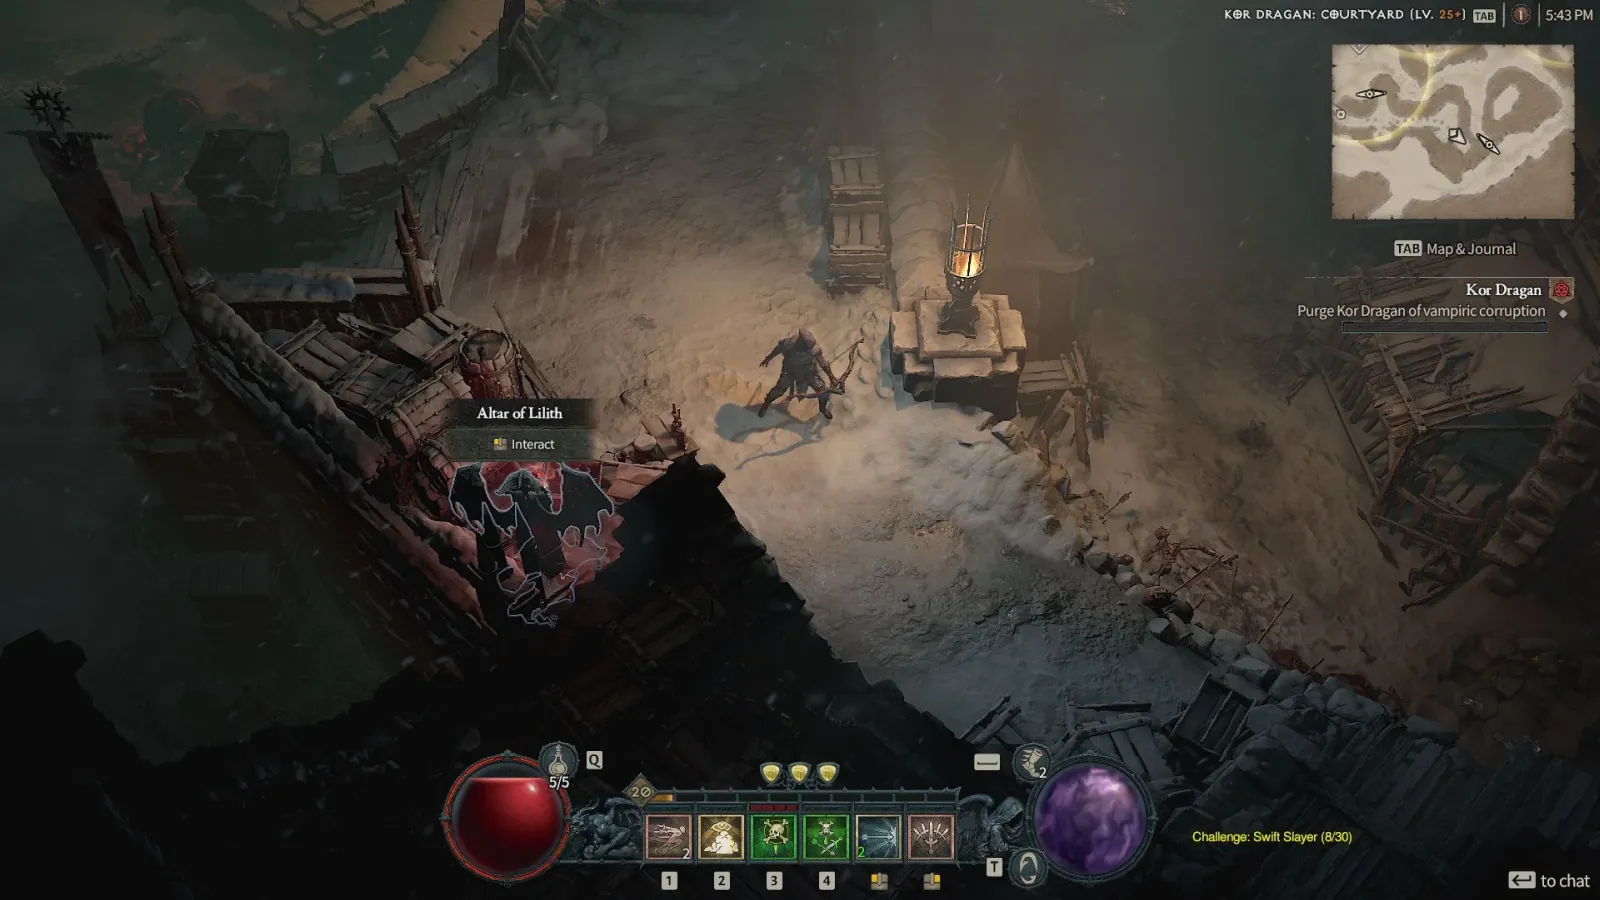 KOR DRAGAN: COURTYARD (LV. 25+) TAB 5:43 PM
TAB Map & Journal
Kor Dragan
Purge Kor Dragan of vampiric corruption
Altar of Lilith
Interact
Q
5/5
2
20
2
2
1
2
3
4
T
Challenge: Swift Slayer (8/30)
to chat